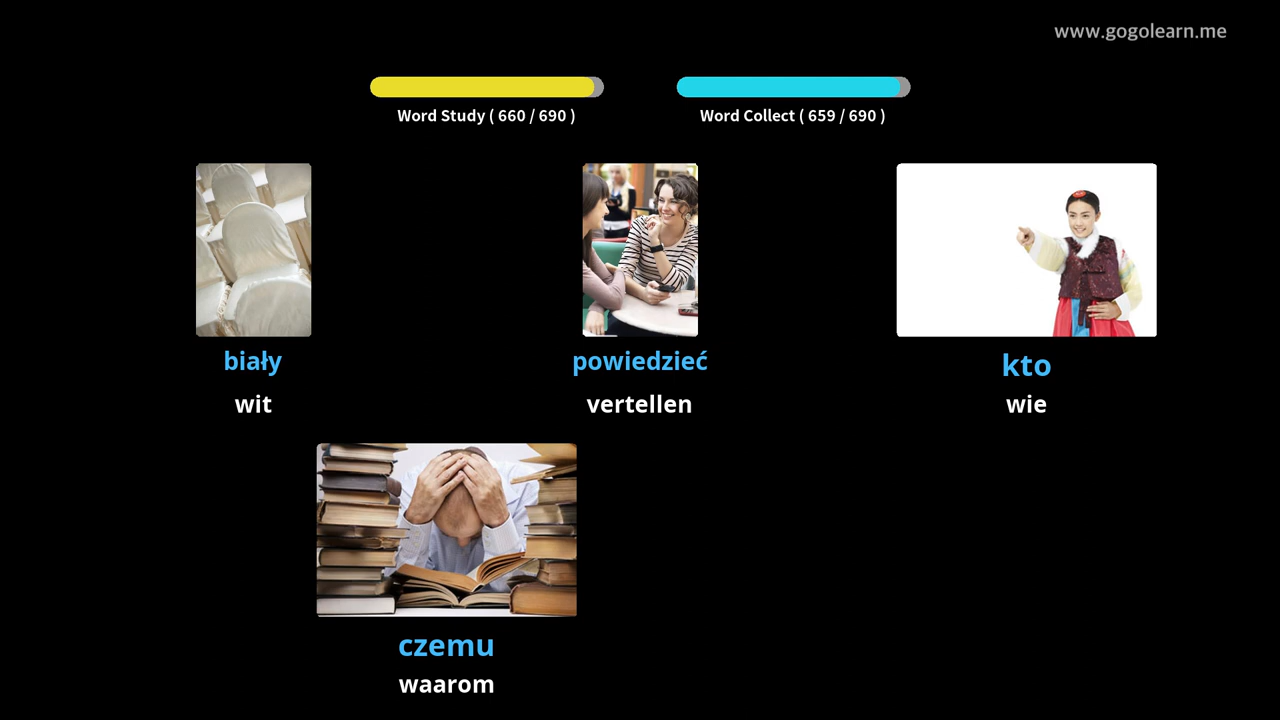 www.gogolearn.me
Word Study ( 660 / 690 )
Word Collect ( 659 / 690 )
biały
powiedzieć
kto
wit
vertellen
wie
czemu
waarom